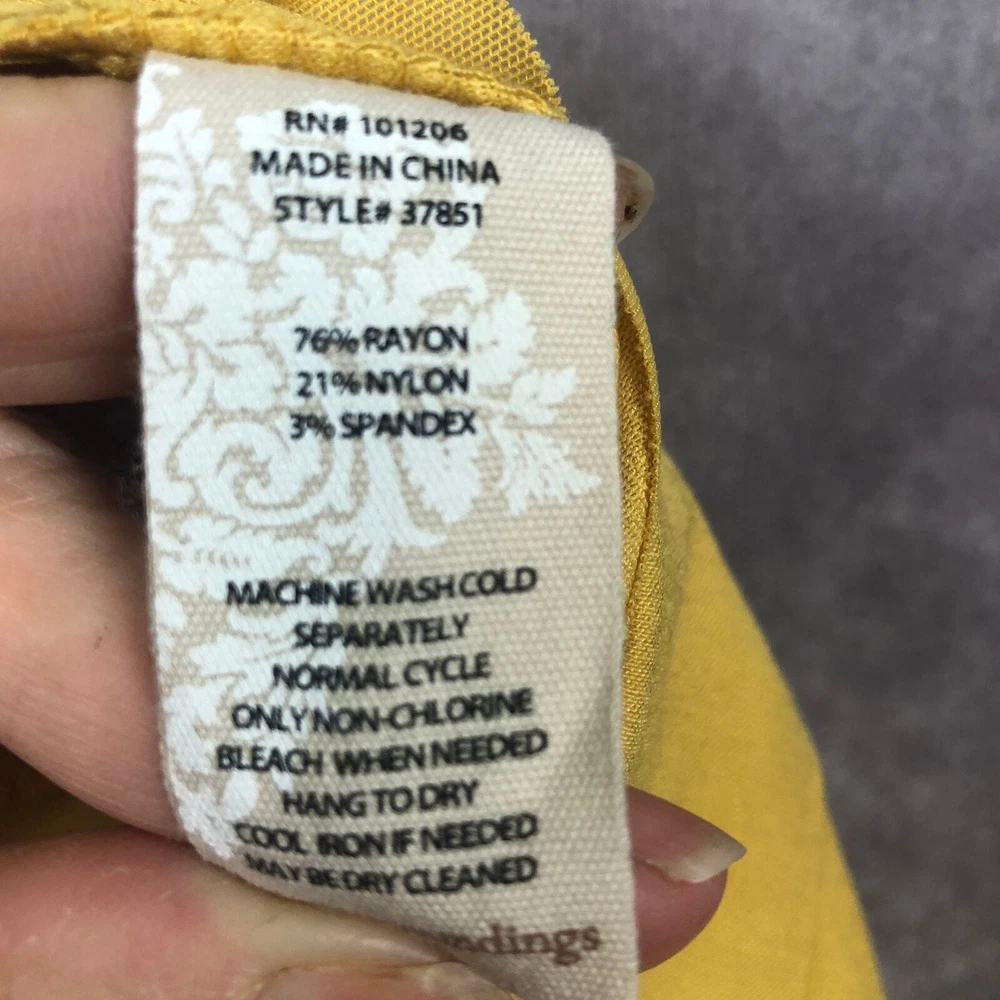 RN# 101206
MADE IN CHINA
STYLE# 37851
76% RAYON
21% NYLON
3% SPANDEX
MACHINE WASH COLD
SEPARATELY
NORMAL CYCLE
ONLY NON-CHLORINE
BLEACH WHEN NEEDED
HANG TO DRY
COOL IRON IF NEEDED
MAY BE DRY CLEANED